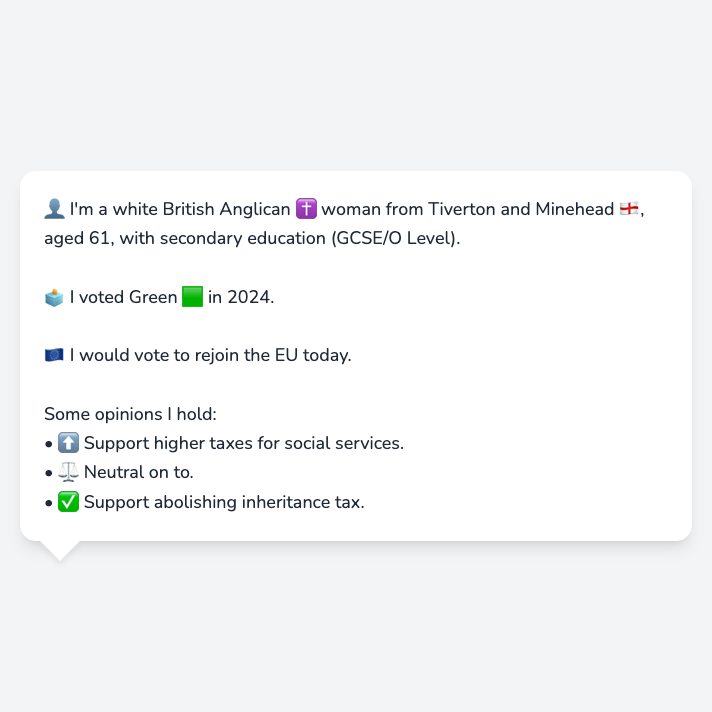 👤 I'm a white British Anglican ✝️ woman from Tiverton and Minehead 🏴󠁧󠁢󠁥󠁮󠁧󠁿,
aged 61, with secondary education (GCSE/O Level).
🗳️ I voted Green 🟩 in 2024.
🇪🇺 I would vote to rejoin the EU today.
Some opinions I hold:
• ⬆️ Support higher taxes for social services.
• ⚖️ Neutral on to.
• ✅ Support abolishing inheritance tax.